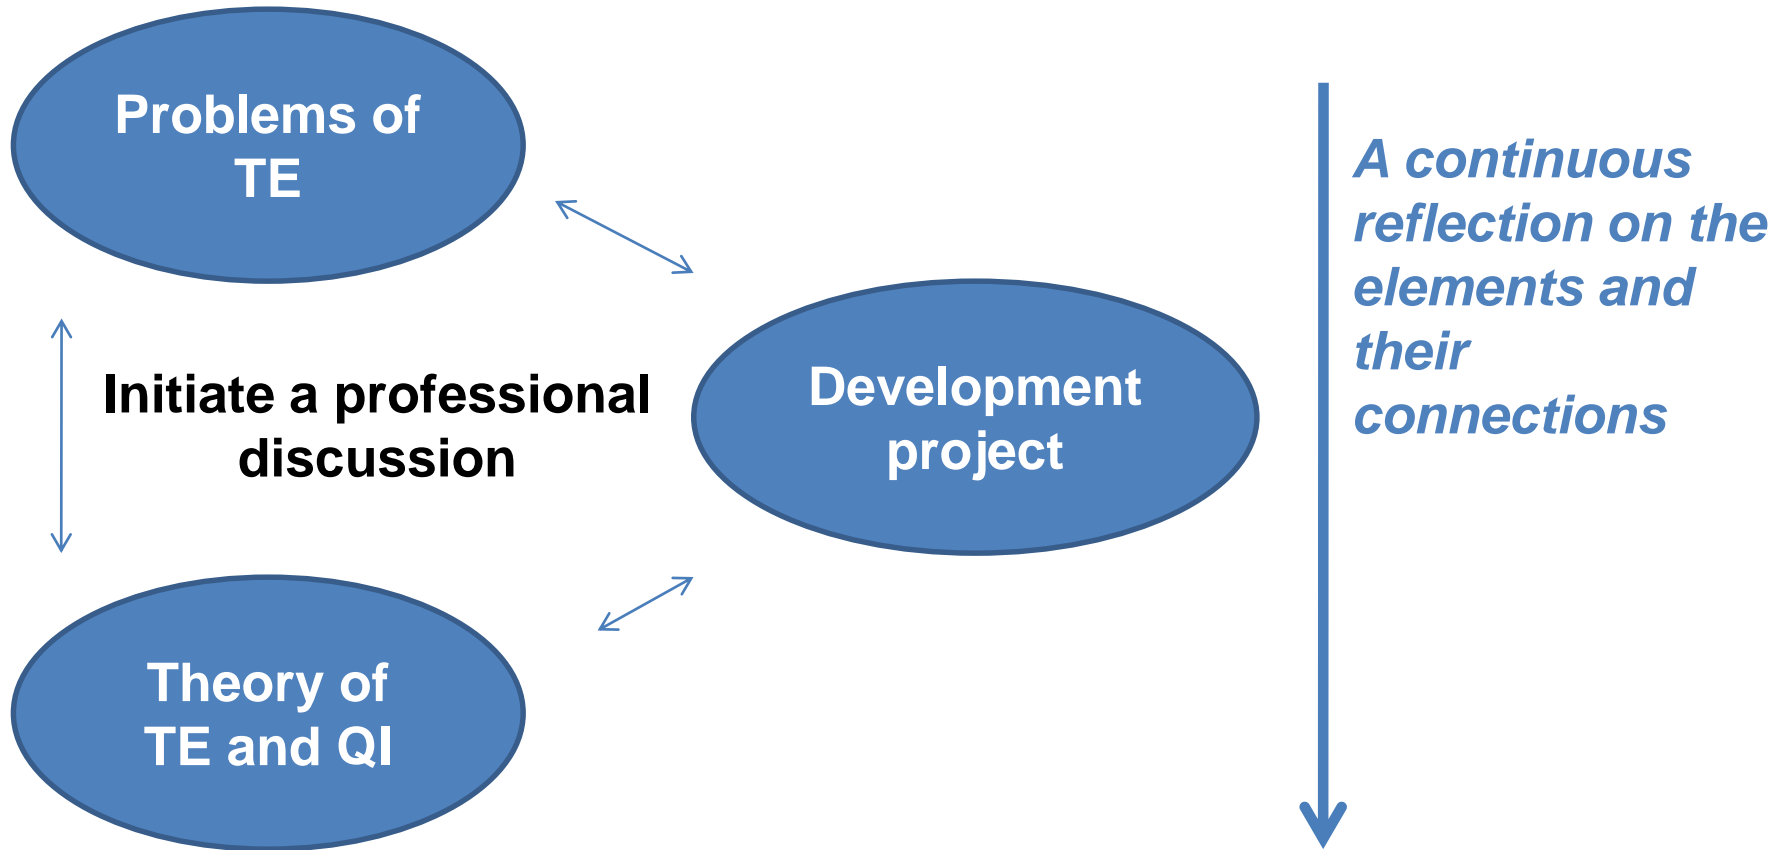 Problems of
TE
Initiate a professional
discussion
Theory of
TE and QI
Development
project
A continuous
reflection on the
elements and
their
connections